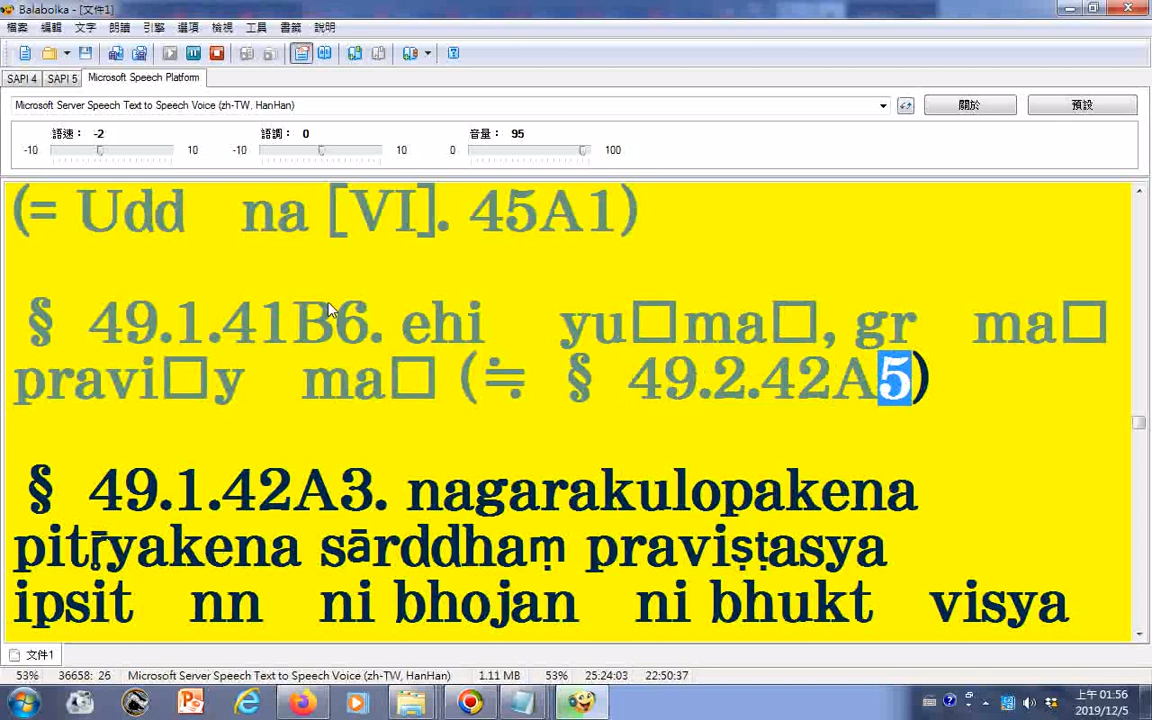 Balabolka - [文件1]
檔案 編輯 文字 朗讀 引擎 選項 檢視 工具 書籤 說明
SAPI 4 SAPI 5 Microsoft Speech Platform
Microsoft Server Speech Text to Speech Voice (zh-TW, HanHan) 關於 預設
語速： -2 語調： 0 音量： 95
-10 10 -10 10 0 100
(= Udd na [VI]. 45A1)
§ 49.1.41B6. ehi yu□ma□, gr ma□
pravi□y ma□ (≒ § 49.2.42A5)
§ 49.1.42A3. nagarakulopakena
pitṝyakena sārddhaṃ praviṣṭasya
ipsit nn ni bhojan ni bhukt visya
文件1
53% 36658: 26 Microsoft Server Speech Text to Speech Voice (zh-TW, HanHan) 1.11 MB 53% 25:24:03 22:50:37
上午 01:56
2019/12/5